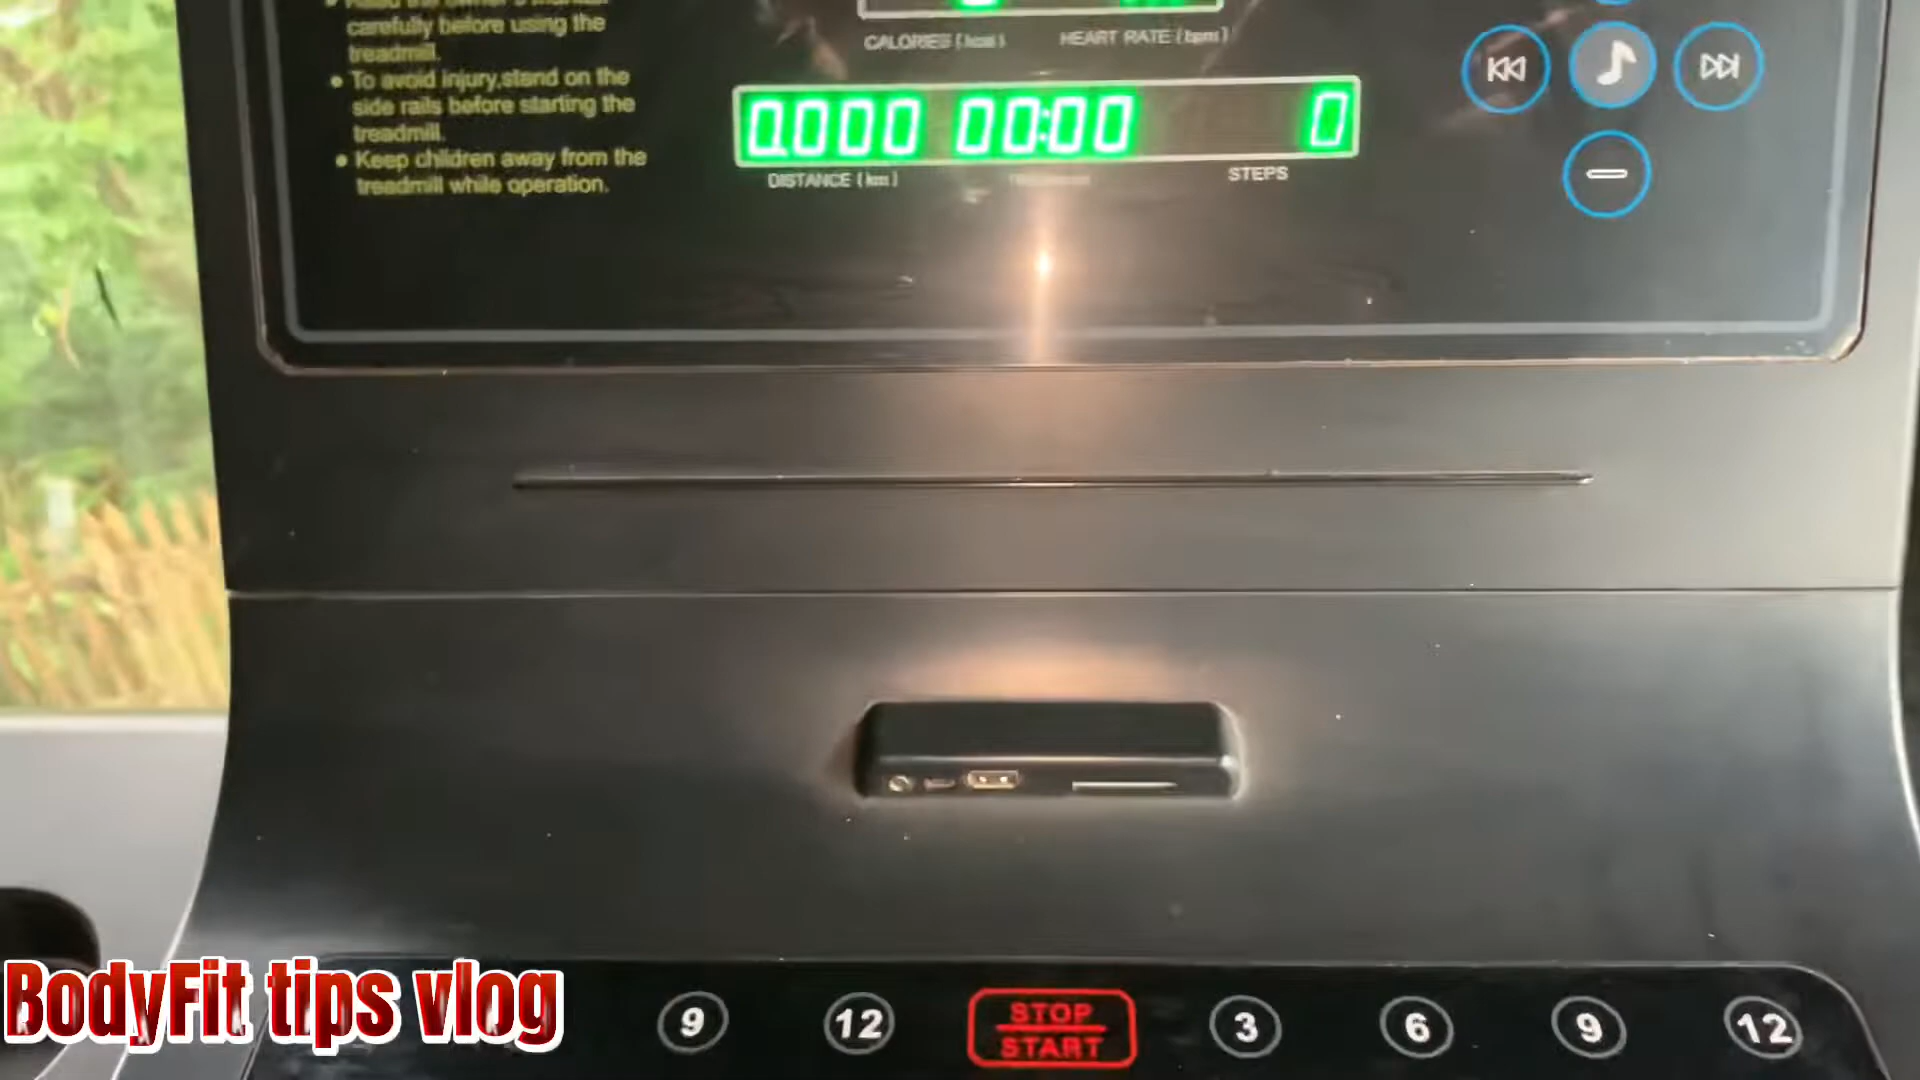 carefully before using the
treadmill.
● To avoid injury,stand on the
side rails before starting the
treadmill.
● Keep children away from the
treadmill while operation.
CALORIES (kcal) HEART RATE (bpm)
0.000 00:00 0
DISTANCE (km) STEPS
9 12 STOP START 3 6 9 12
BodyFit tips vlog